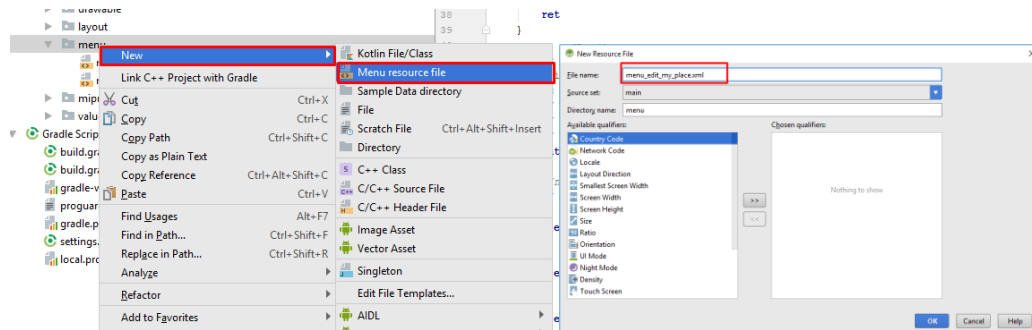 layout
menu
mip
valu
Gradle Scrip
build.gr
build.gr
gradle-v
proguar
gradle.p
settings.
local.pro
38 ret
39 }
New
Link C++ Project with Gradle
Cut Ctrl+X
Copy Ctrl+C
Copy Path Ctrl+Shift+C
Copy as Plain Text
Copy Reference Ctrl+Alt+Shift+C
Paste Ctrl+V
Find Usages Alt+F7
Find in Path... Ctrl+Shift+F
Replace in Path... Ctrl+Shift+R
Analyze
Refactor
Add to Favorites
Kotlin File/Class
Menu resource file
Sample Data directory
File
Scratch File Ctrl+Alt+Shift+Insert
Directory
S C++ Class
C/C++ Source File
C/C++ Header File
Image Asset
Vector Asset
Singleton
Edit File Templates...
AIDL
New Resource File
File name: menu_edit_my_place.xml
Source set: main
Directory name: menu
Available qualifiers: Chosen qualifiers:
Country Code
Network Code
Locale
Layout Direction
Smallest Screen Width
Screen Width
Screen Height
Size
Ratio
Orientation
UI Mode
Night Mode
Density
Touch Screen
>>
<<
Nothing to show
OK Cancel Help